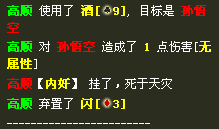 高顺 使用了 酒[♠9], 目标是 孙悟
空
高顺 对 孙悟空 造成了 1 点伤害[无
属性]
高顺【内奸】 挂了，死于天灾
高顺 弃置了 闪[♦3]
------------------------